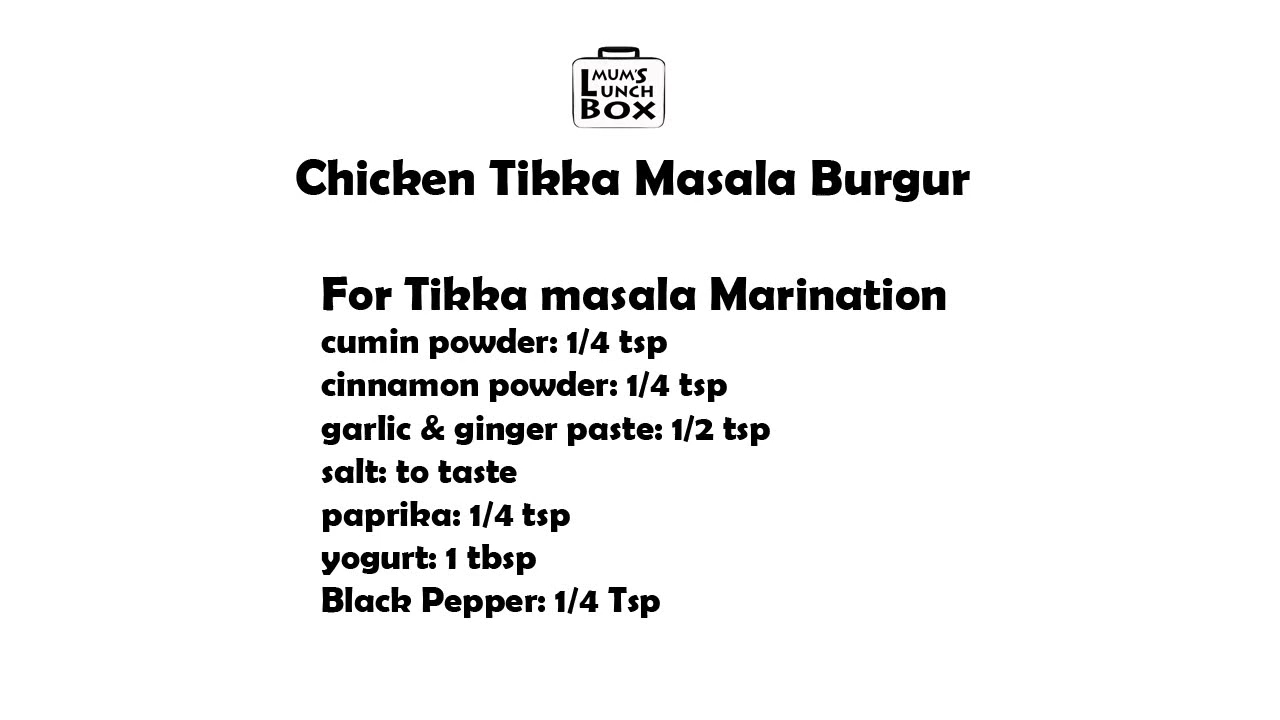 MUM'S
LUNCH
BOX
Chicken Tikka Masala Burgur
For Tikka masala Marination
cumin powder: 1/4 tsp
cinnamon powder: 1/4 tsp
garlic & ginger paste: 1/2 tsp
salt: to taste
paprika: 1/4 tsp
yogurt: 1 tbsp
Black Pepper: 1/4 Tsp